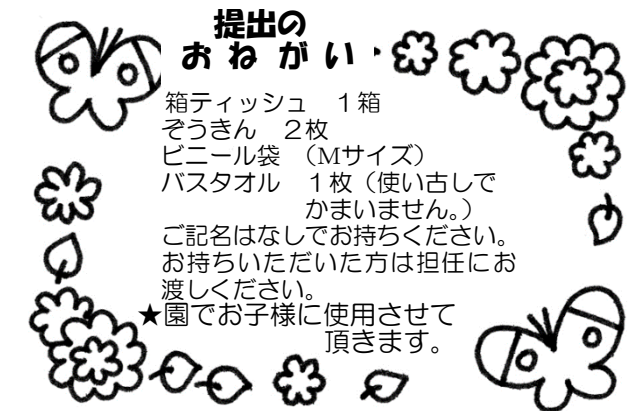 提出の
おねがい
箱ティッシュ　１箱
ぞうきん　２枚
ビニール袋　（Mサイズ）
バスタオル　１枚（使い古しで
かまいません。）
ご記名はなしでお持ちください。
お持ちいただいた方は担任にお
渡しください。
★園でお子様に使用させて
頂きます。